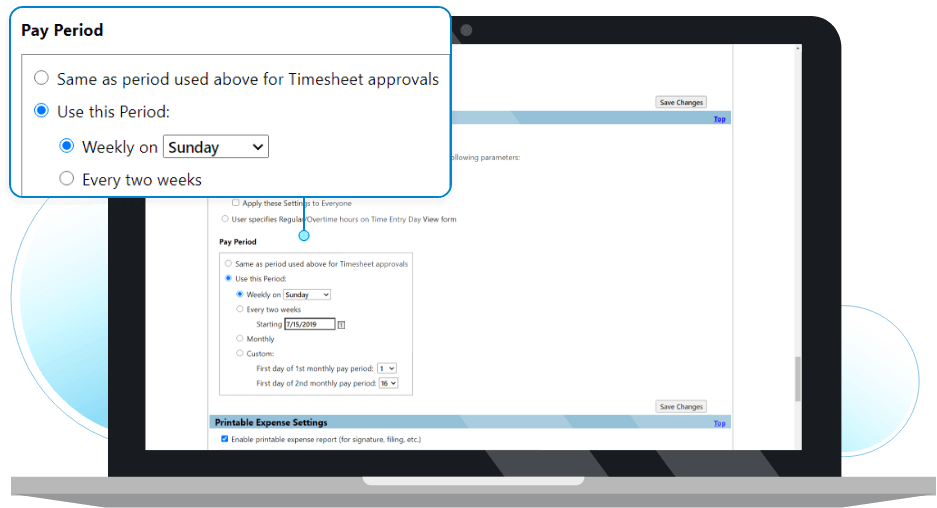 Pay Period
Same as period used above for Timesheet approvals
Use this Period:
Weekly on Sunday
Every two weeks
Save Changes
Top
ollowing parameters:
Apply these Settings to Everyone
User specifies Regular/Overtime hours on Time Entry Day View form
Pay Period
Same as period used above for Timesheet approvals
Use this Period:
Weekly on Sunday
Every two weeks
Starting 7/15/2019
Monthly
Custom:
First day of 1st monthly pay period: 1
First day of 2nd monthly pay period: 16
Save Changes
Printable Expense Settings Top
Enable printable expense report (for signature, filing, etc.)